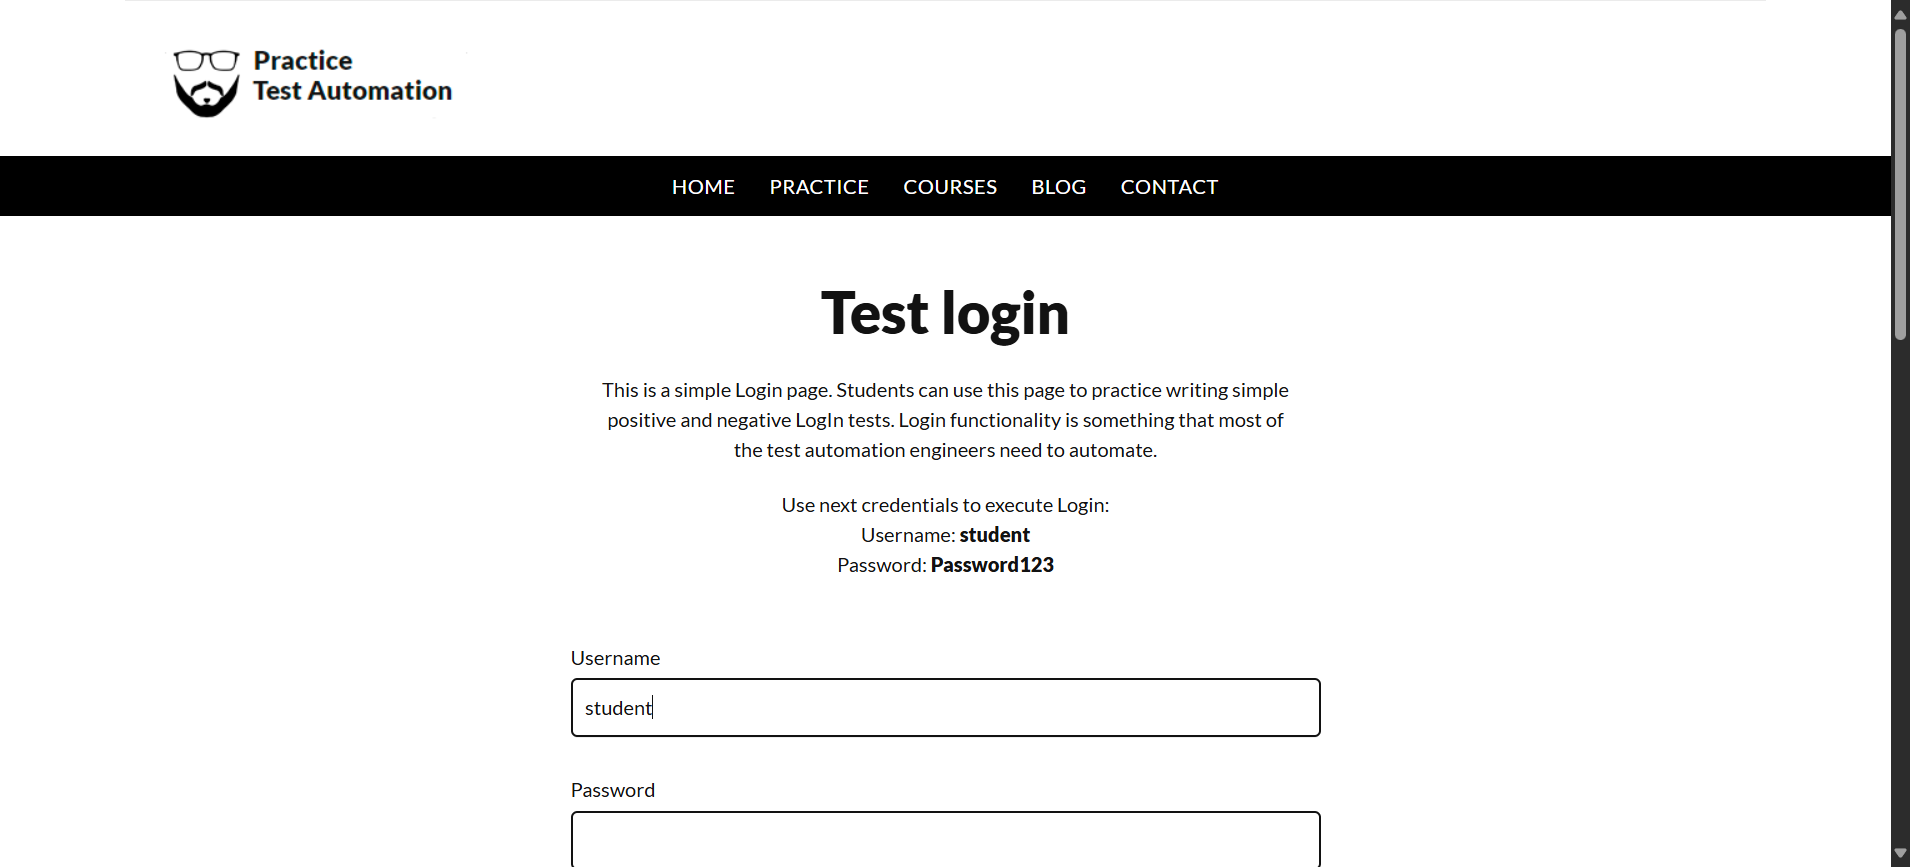 Practice
Test Automation
HOME PRACTICE COURSES BLOG CONTACT
Test login
This is a simple Login page. Students can use this page to practice writing simple
positive and negative LogIn tests. Login functionality is something that most of
the test automation engineers need to automate.
Use next credentials to execute Login:
Username: student
Password: Password123
Username
student
Password